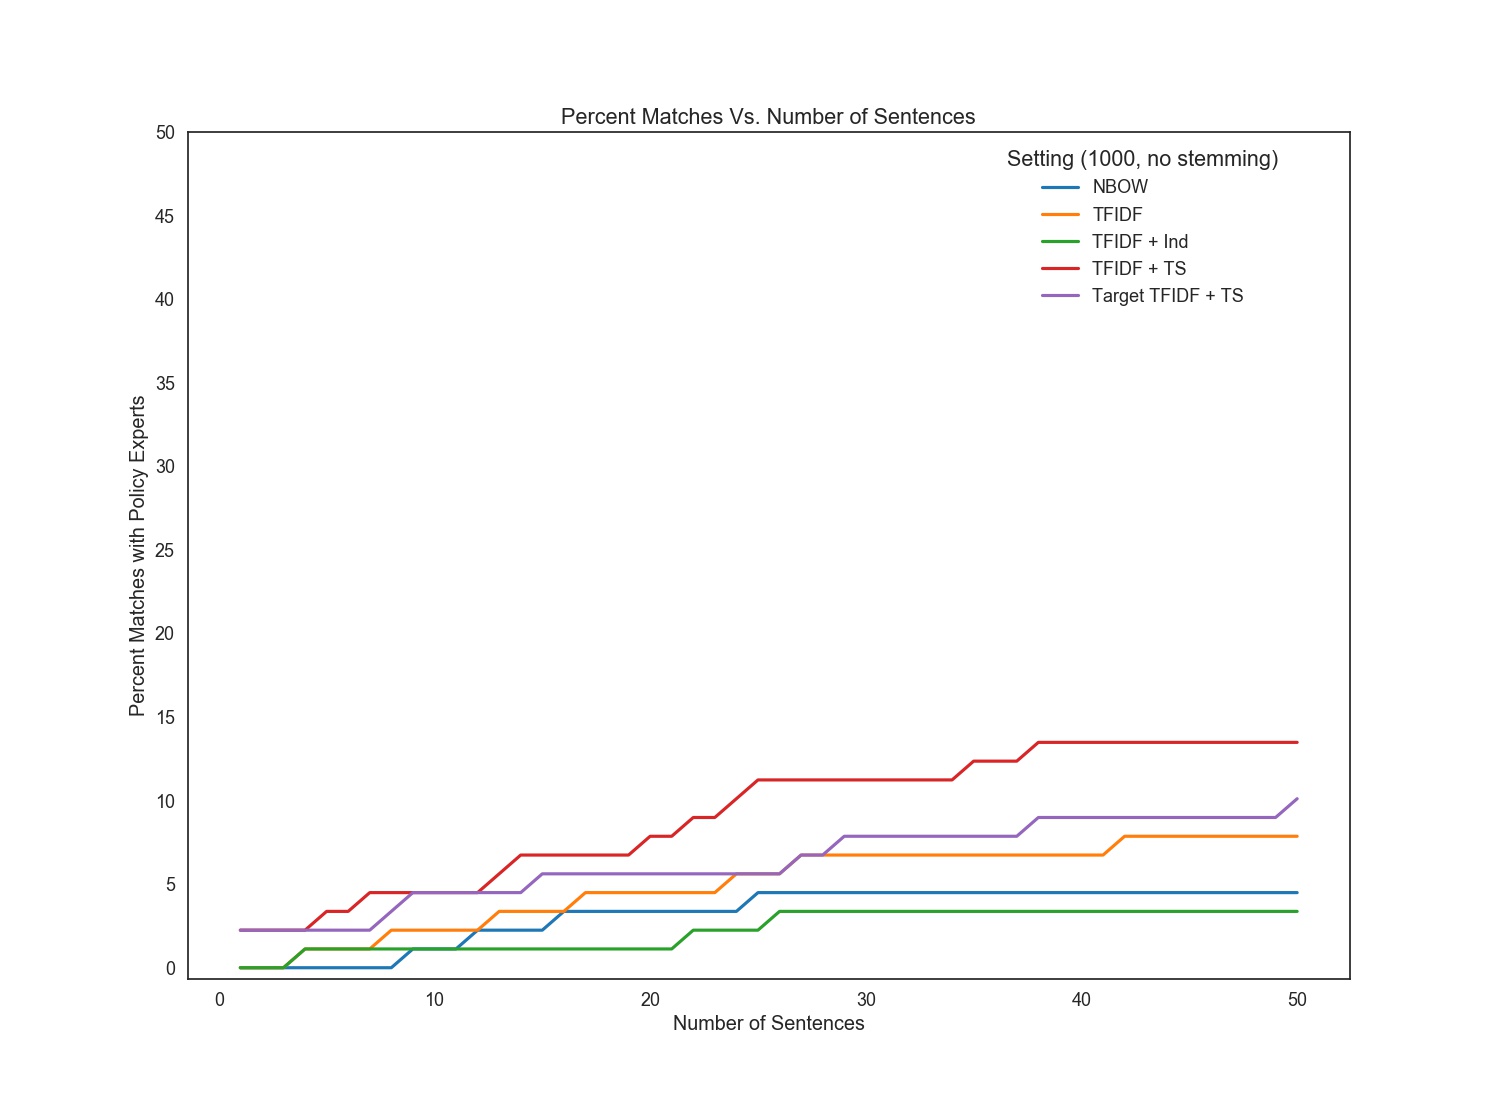 Percent Matches Vs. Number of Sentences
Setting (1000, no stemming)
NBOW
TFIDF
TFIDF + Ind
TFIDF + TS
Target TFIDF + TS
Percent Matches with Policy Experts
50
45
40
35
30
25
20
15
10
5
0
0 10 20 30 40 50
Number of Sentences